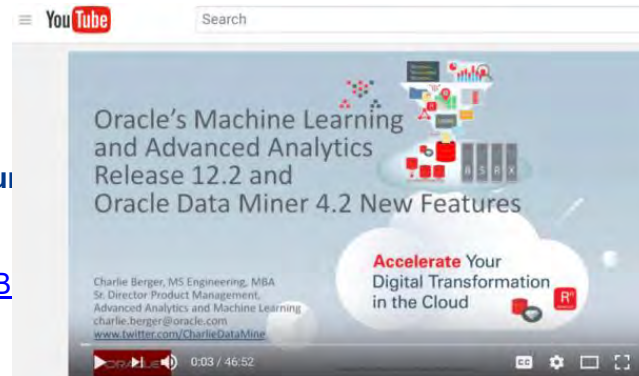 YouTube
Search
Oracle's Machine Learning
and Advanced Analytics
Release 12.2 and
Oracle Data Miner 4.2 New Features
Accelerate Your
Digital Transformation
in the Cloud
Charlie Berger, MS Engineering, MBA
Sr. Director Product Management,
Advanced Analytics and Machine Learning
charlie.berger@oracle.com
www.twitter.com/CharlieDataMine
ORACLE
0:03 / 46:52
CC